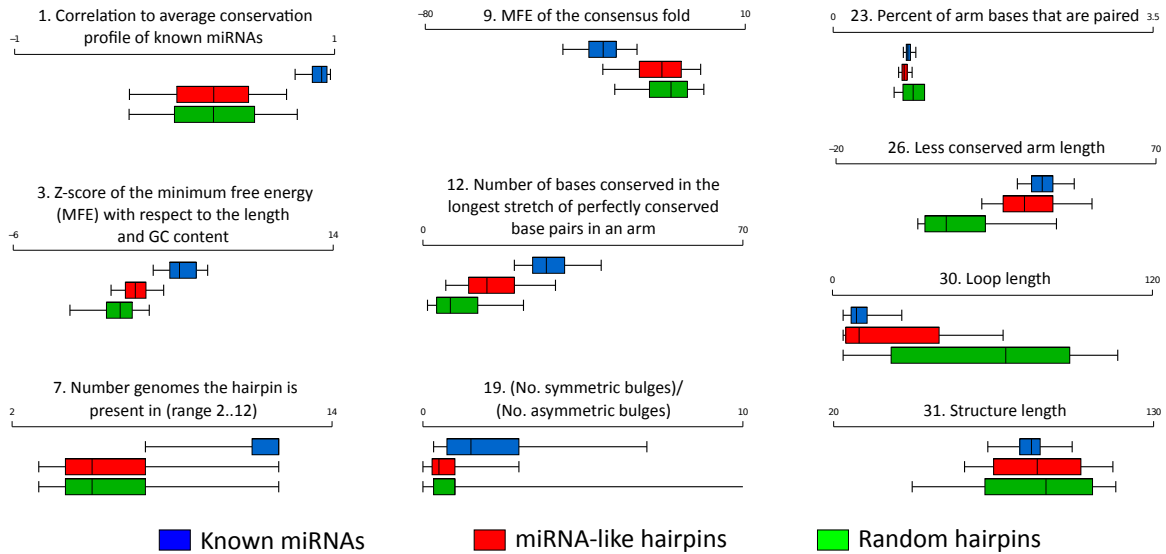 1. Correlation to average conservation
profile of known miRNAs
−1 1
3. Z-score of the minimum free energy
(MFE) with respect to the length
and GC content
−6 14
7. Number genomes the hairpin is
present in (range 2..12)
2 14
−80 10
9. MFE of the consensus fold
12. Number of bases conserved in the
longest stretch of perfectly conserved
base pairs in an arm
0 70
19. (No. symmetric bulges)/
(No. asymmetric bulges)
0 10
0 3.5
23. Percent of arm bases that are paired
−20 70
26. Less conserved arm length
0 120
30. Loop length
20 130
31. Structure length
Known miRNAs
miRNA-like hairpins
Random hairpins